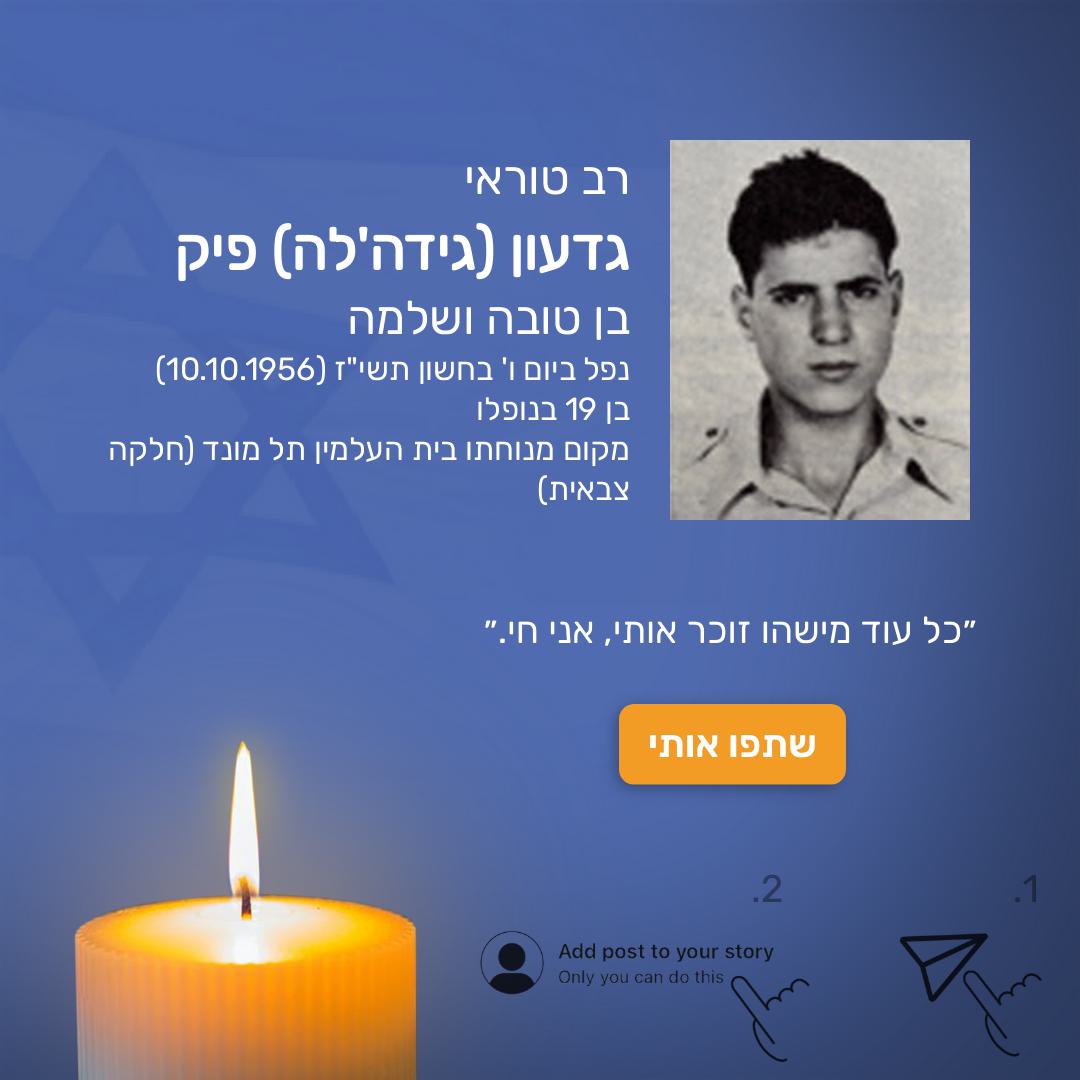 רב טוראי
גדעון (גידה'לה) פיק
בן טובה ושלמה
נפל ביום ו' בחשון תשי"ז (10.10.1956)
בן 19 בנופלו
מקום מנוחתו בית העלמין תל מונד (חלקה
צבאית)
״כל עוד מישהו זוכר אותי, אני חי.״
שתפו אותי
.1
.2
Add post to your story
Only you can do this